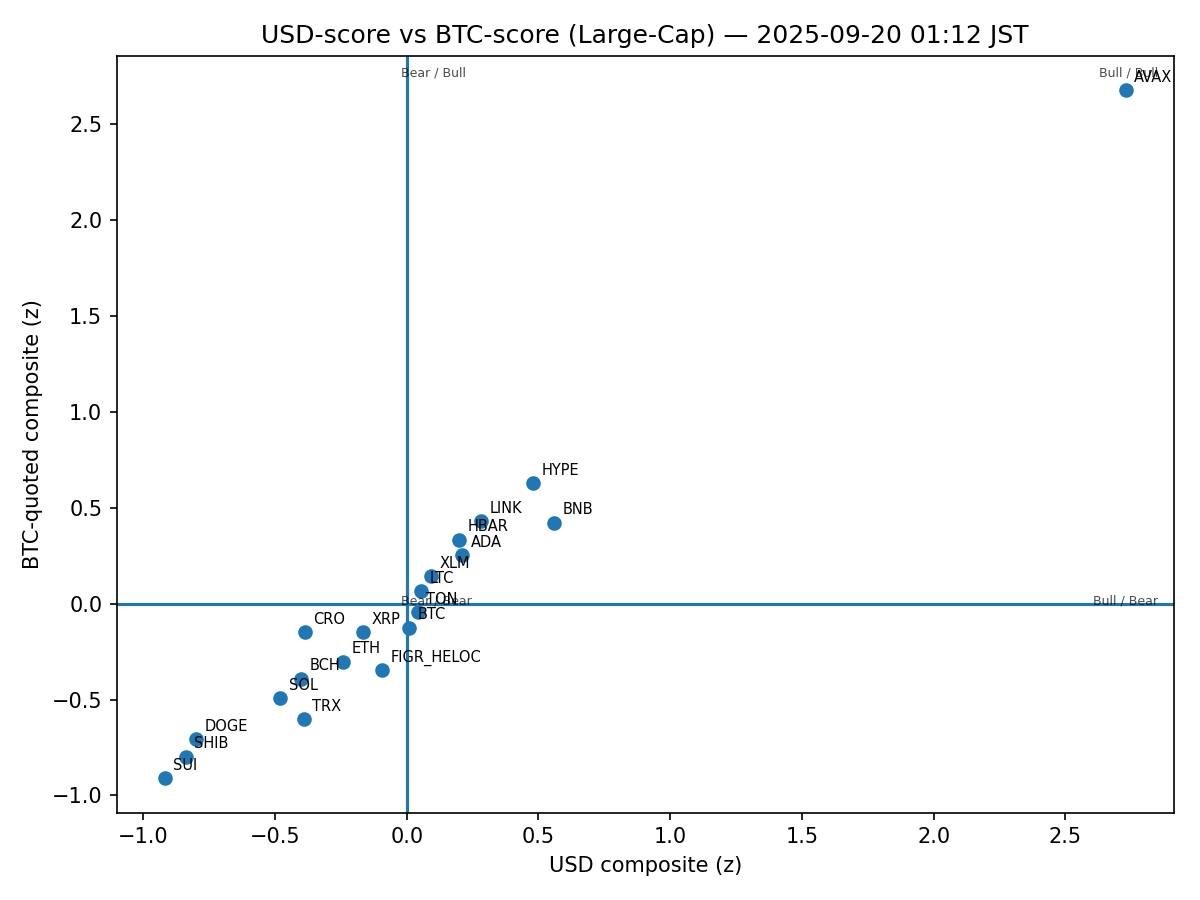 USD-score vs BTC-score (Large-Cap) — 2025-09-20 01:12 JST
Bear / Bull
Bull / Bull
AVAX
2.5
2.0
1.5
1.0
0.5
0.0
−0.5
−1.0
BTC-quoted composite (z)
HYPE
LINK
BNB
HBAR
ADA
XLM
LTC
TON
Bear / Bear
Bull / Bear
BTC
CRO
XRP
ETH
FIGR_HELOC
BCH
SOL
TRX
DOGE
SHIB
SUI
−1.0
−0.5
0.0
0.5
1.0
1.5
2.0
2.5
USD composite (z)